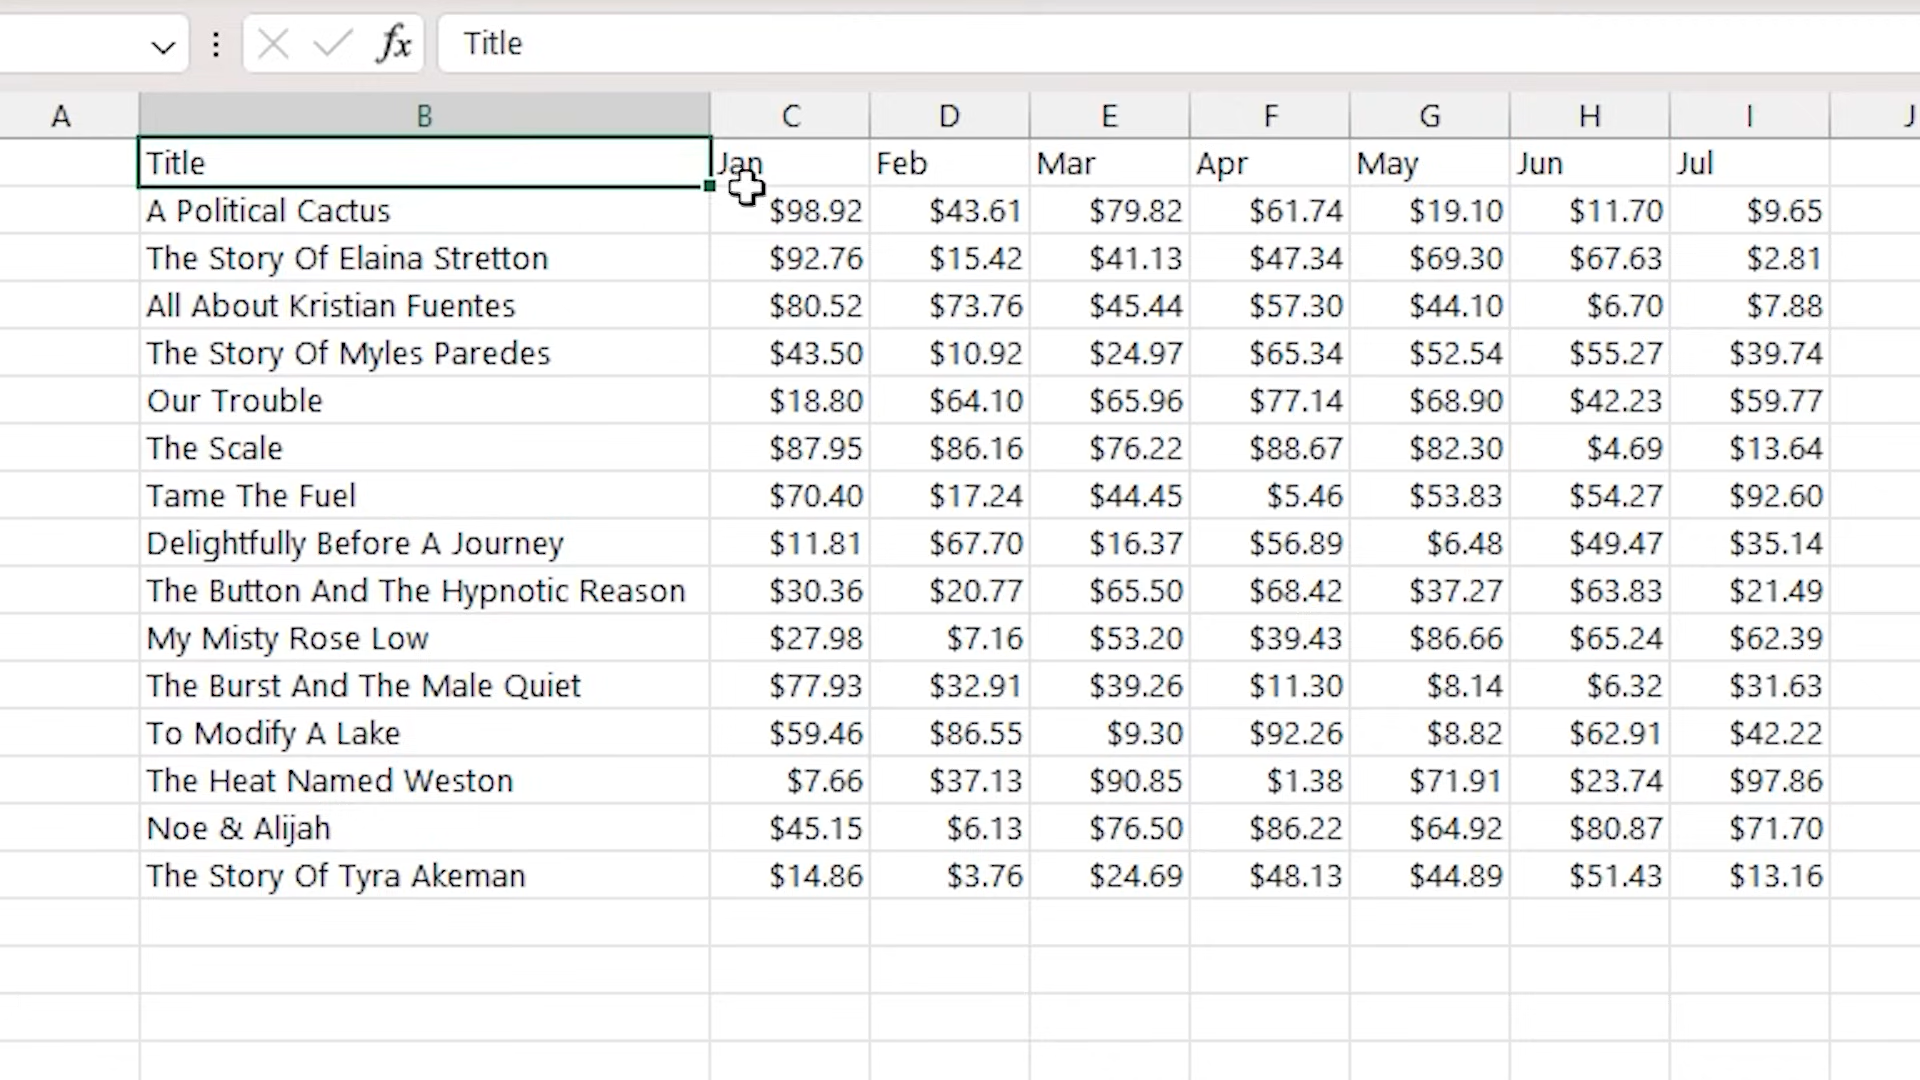 fx Title
A B C D E F G H I J
Title Jan Feb Mar Apr May Jun Jul
A Political Cactus $98.92 $43.61 $79.82 $61.74 $19.10 $11.70 $9.65
The Story Of Elaina Stretton $92.76 $15.42 $41.13 $47.34 $69.30 $67.63 $2.81
All About Kristian Fuentes $80.52 $73.76 $45.44 $57.30 $44.10 $6.70 $7.88
The Story Of Myles Paredes $43.50 $10.92 $24.97 $65.34 $52.54 $55.27 $39.74
Our Trouble $18.80 $64.10 $65.96 $77.14 $68.90 $42.23 $59.77
The Scale $87.95 $86.16 $76.22 $88.67 $82.30 $4.69 $13.64
Tame The Fuel $70.40 $17.24 $44.45 $5.46 $53.83 $54.27 $92.60
Delightfully Before A Journey $11.81 $67.70 $16.37 $56.89 $6.48 $49.47 $35.14
The Button And The Hypnotic Reason $30.36 $20.77 $65.50 $68.42 $37.27 $63.83 $21.49
My Misty Rose Low $27.98 $7.16 $53.20 $39.43 $86.66 $65.24 $62.39
The Burst And The Male Quiet $77.93 $32.91 $39.26 $11.30 $8.14 $6.32 $31.63
To Modify A Lake $59.46 $86.55 $9.30 $92.26 $8.82 $62.91 $42.22
The Heat Named Weston $7.66 $37.13 $90.85 $1.38 $71.91 $23.74 $97.86
Noe & Alijah $45.15 $6.13 $76.50 $86.22 $64.92 $80.87 $71.70
The Story Of Tyra Akeman $14.86 $3.76 $24.69 $48.13 $44.89 $51.43 $13.16